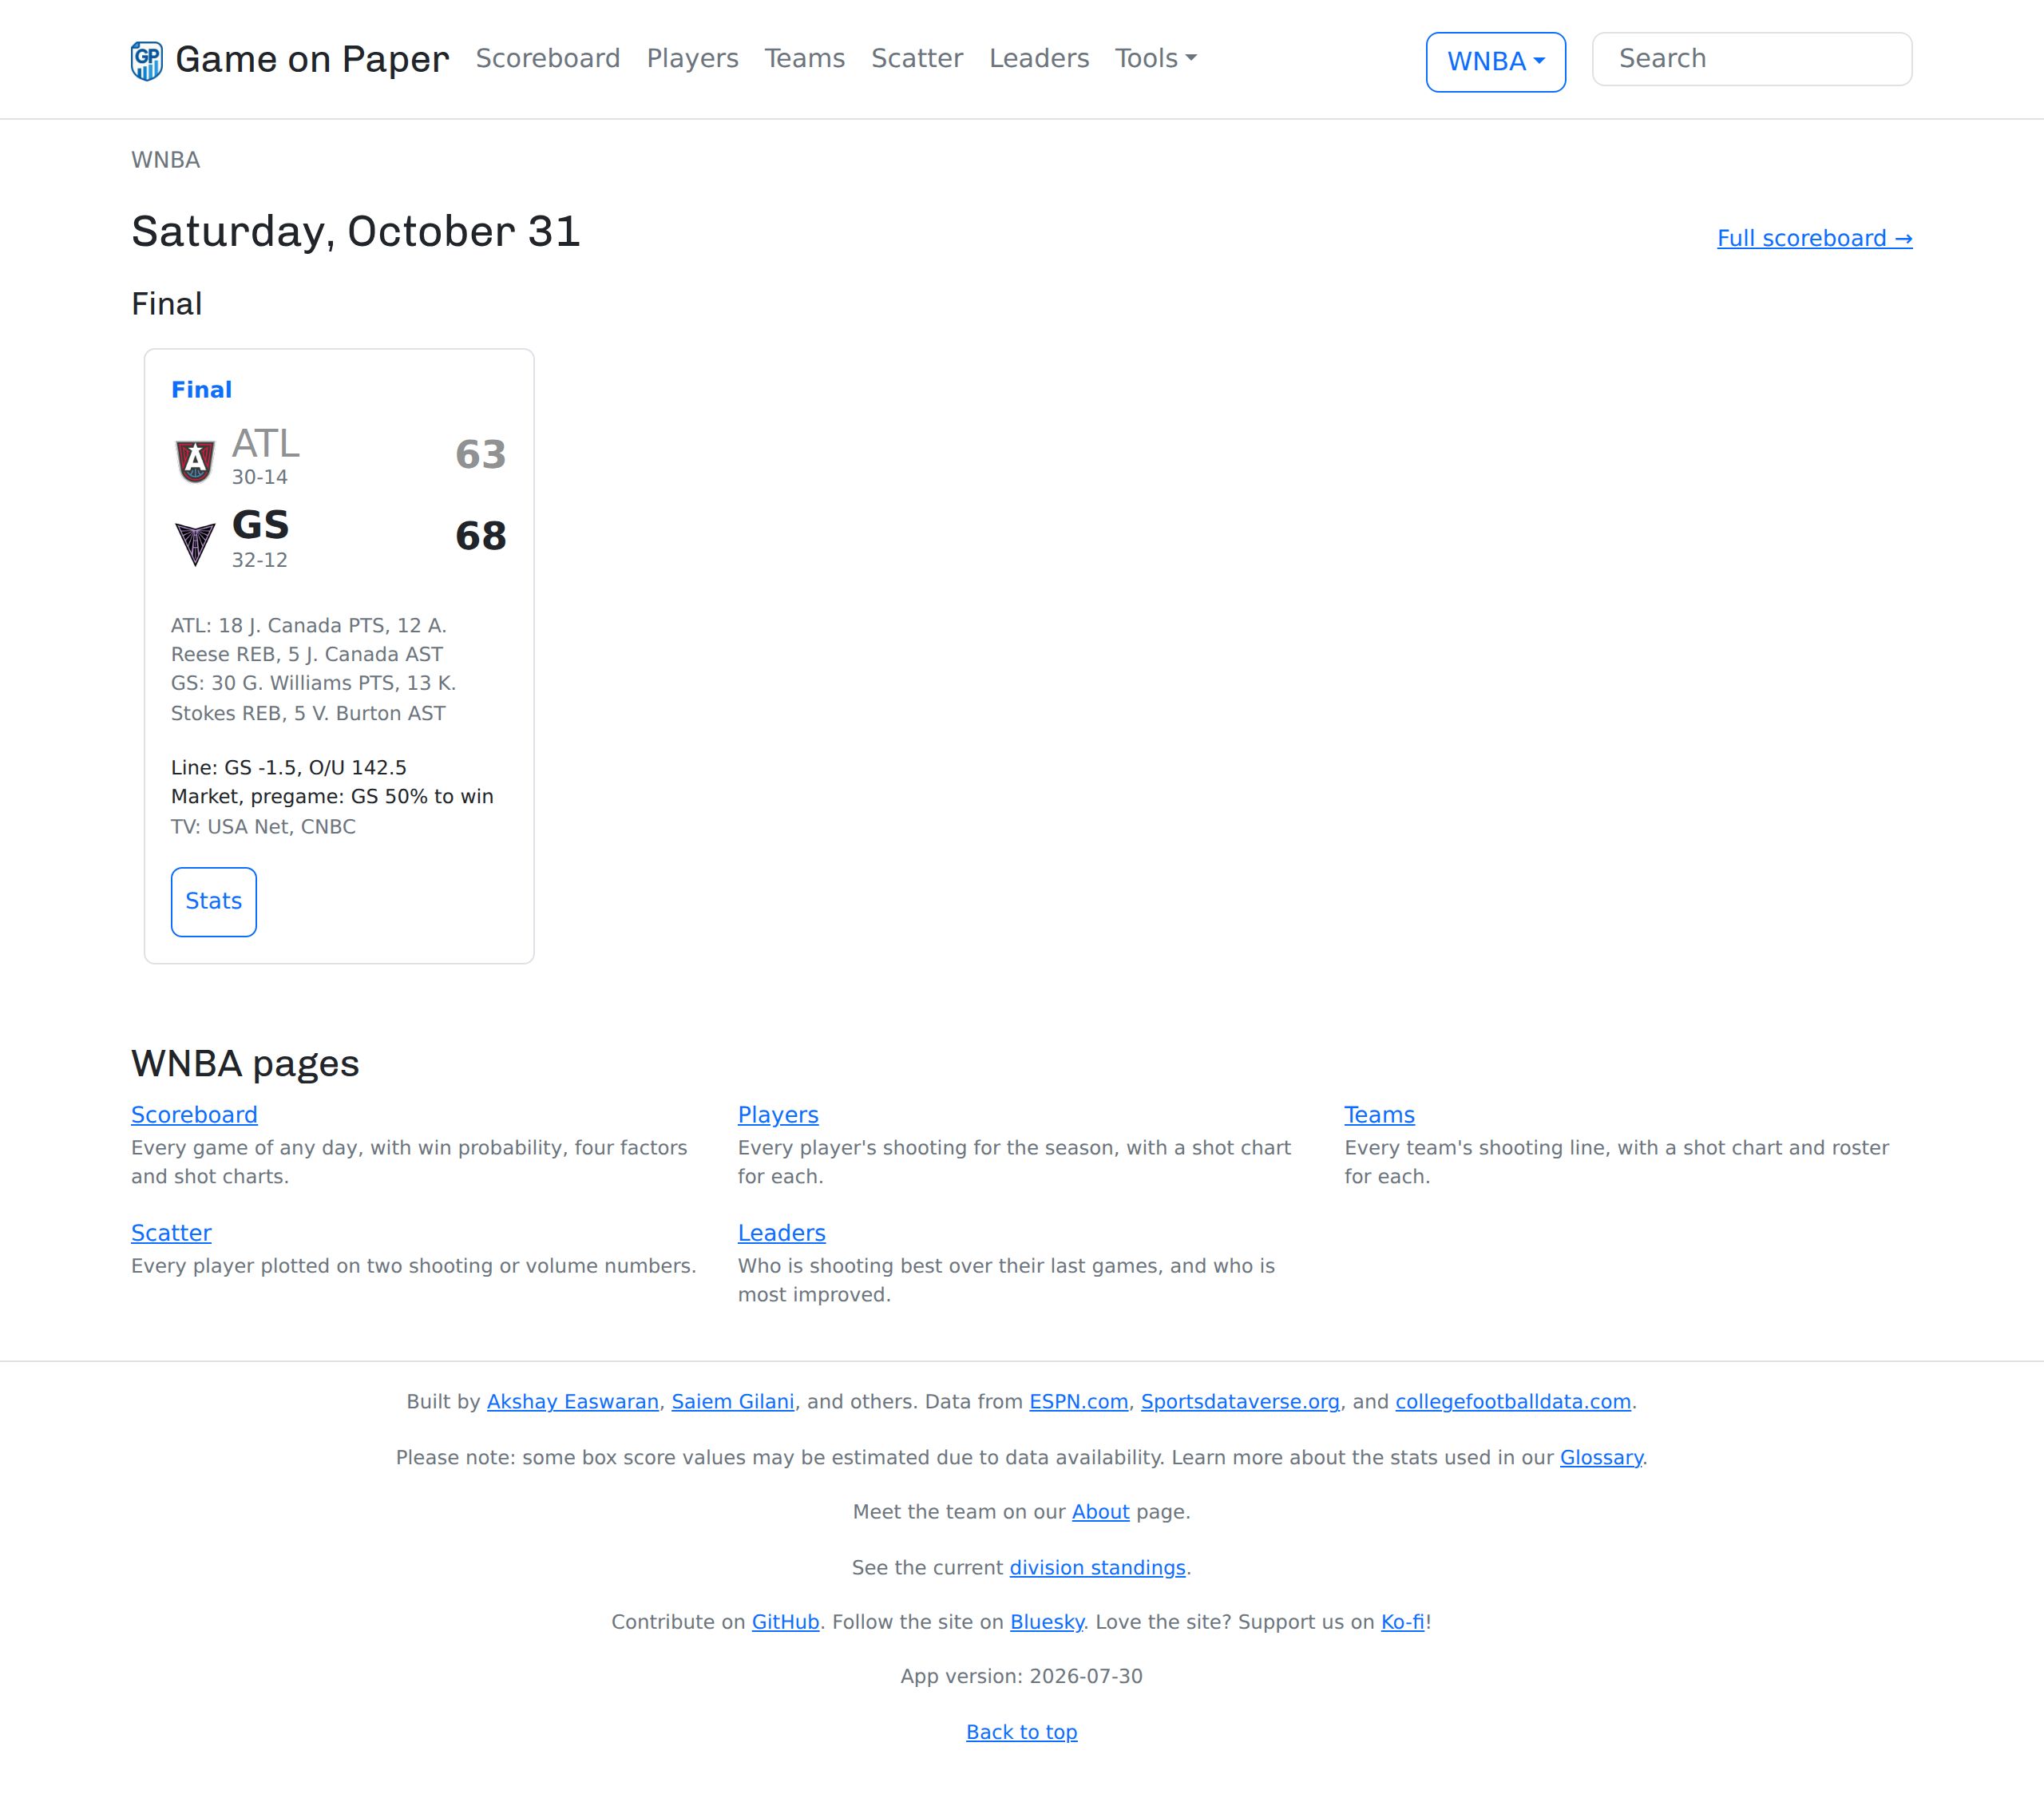 GP Game on Paper Scoreboard Players Teams Scatter Leaders Tools WNBA Search
WNBA
Saturday, October 31
Full scoreboard →
Final
Final
A ATL 63
30-14
GS 68
32-12
ATL: 18 J. Canada PTS, 12 A.
Reese REB, 5 J. Canada AST
GS: 30 G. Williams PTS, 13 K.
Stokes REB, 5 V. Burton AST
Line: GS -1.5, O/U 142.5
Market, pregame: GS 50% to win
TV: USA Net, CNBC
Stats
WNBA pages
Scoreboard
Every game of any day, with win probability, four factors
and shot charts.
Players
Every player's shooting for the season, with a shot chart
for each.
Teams
Every team's shooting line, with a shot chart and roster
for each.
Scatter
Every player plotted on two shooting or volume numbers.
Leaders
Who is shooting best over their last games, and who is
most improved.
Built by Akshay Easwaran, Saiem Gilani, and others. Data from ESPN.com, Sportsdataverse.org, and collegefootballdata.com.
Please note: some box score values may be estimated due to data availability. Learn more about the stats used in our Glossary.
Meet the team on our About page.
See the current division standings.
Contribute on GitHub. Follow the site on Bluesky. Love the site? Support us on Ko-fi!
App version: 2026-07-30
Back to top